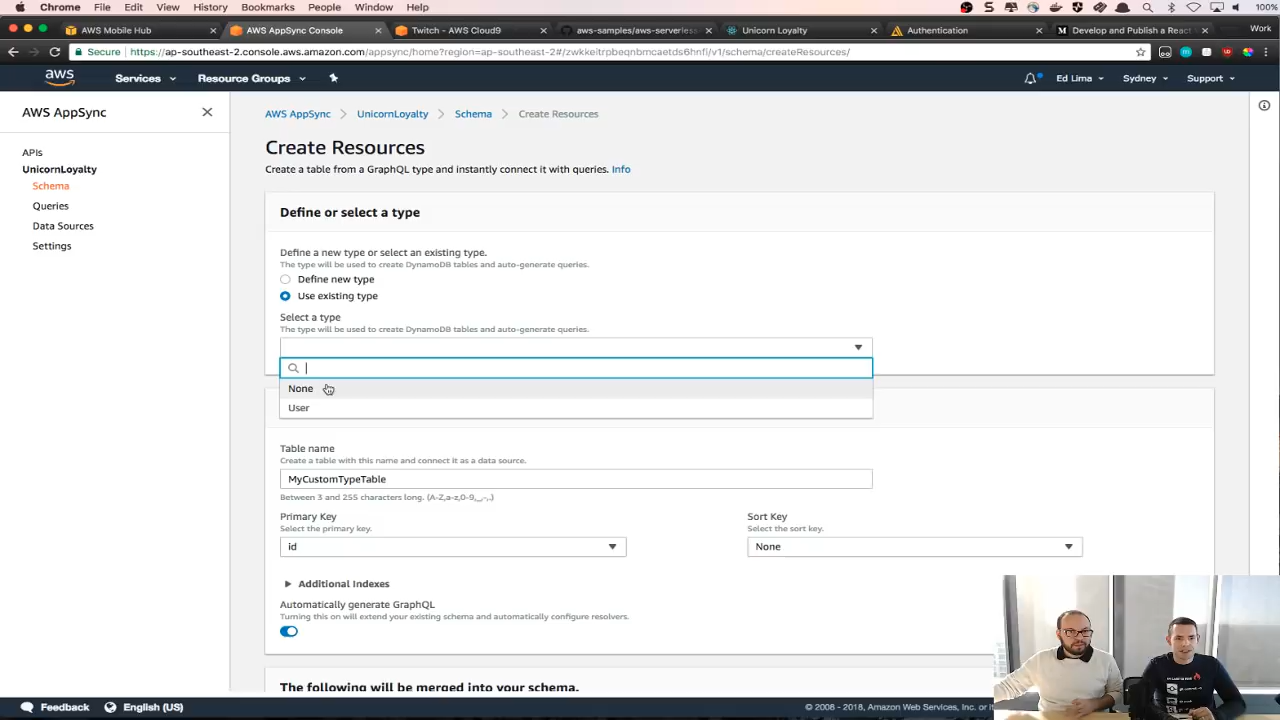 Chrome File Edit View History Bookmarks People Window Help 100%
AWS Mobile Hub
AWS AppSync Console
Twitch - AWS Cloud9
aws-samples/aws-serverles
Unicorn Loyalty
Authentication
Develop and Publish a React
Work
Secure https://ap-southeast-2.console.aws.amazon.com/appsync/home?region=ap-southeast-2#/zwkkeitrpbeqnbmcaetds6hnfi/v1/schema/createResources/
aws Services Resource Groups Ed Lima Sydney Support
AWS AppSync
APIs
UnicornLoyalty
Schema
Queries
Data Sources
Settings
AWS AppSync UnicornLoyalty Schema Create Resources
Create Resources
Create a table from a GraphQL type and instantly connect it with queries. Info
Define or select a type
Define a new type or select an existing type.
The type will be used to create DynamoDB tables and auto-generate queries.
Define new type
Use existing type
Select a type
The type will be used to create DynamoDB tables and auto-generate queries.
None
User
Table name
Create a table with this name and connect it as a data source.
MyCustomTypeTable
Between 3 and 255 characters long. (A-Z,a-z,0-9,_,-,.)
Primary Key
Select the primary key.
id
Sort Key
Select the sort key.
None
Additional Indexes
Automatically generate GraphQL
Turning this on will extend your existing schema and automatically configure resolvers.
The following will be merged into your schema.
Feedback English (US)
© 2008 - 2018, Amazon Web Services, Inc. or it